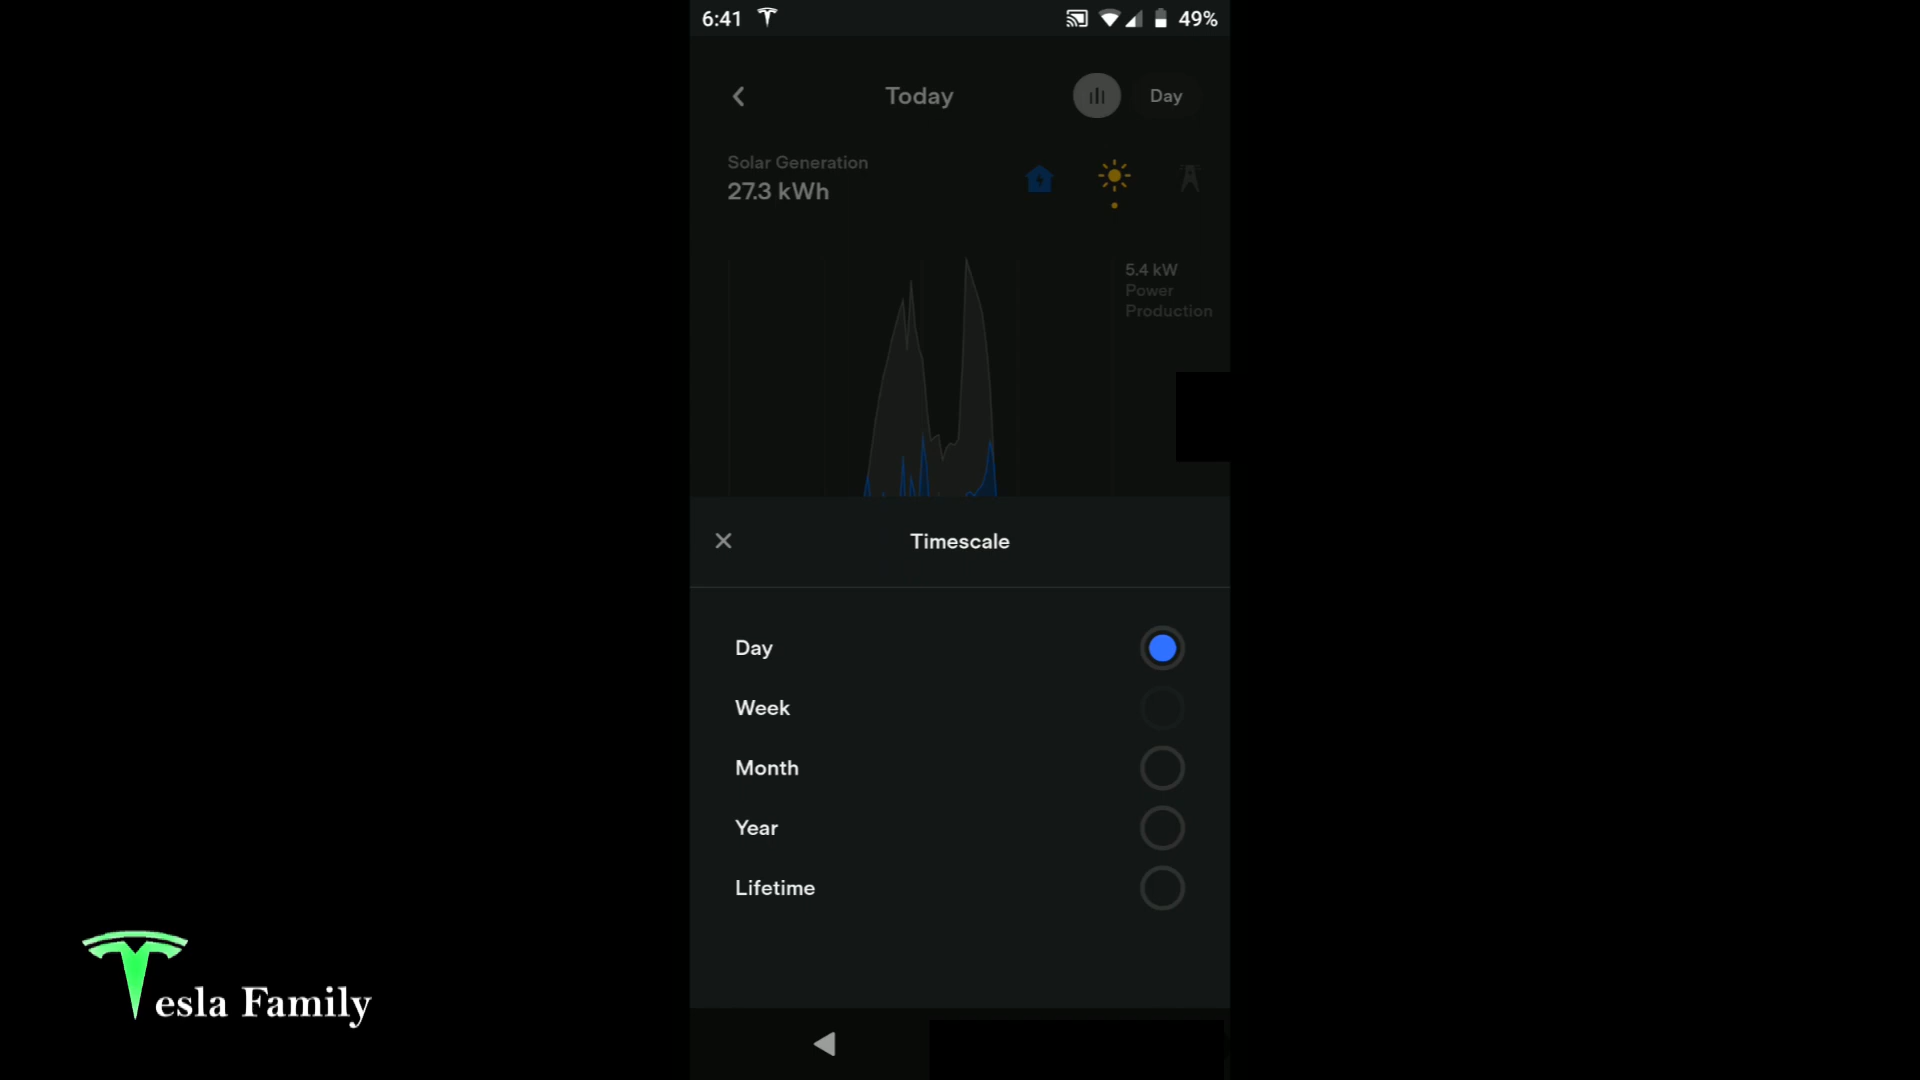 6:41
49%
Today
Day
Solar Generation
27.3 kWh
5.4 kW
Power
Production
Timescale
Day
Week
Month
Year
Lifetime
Tesla Family